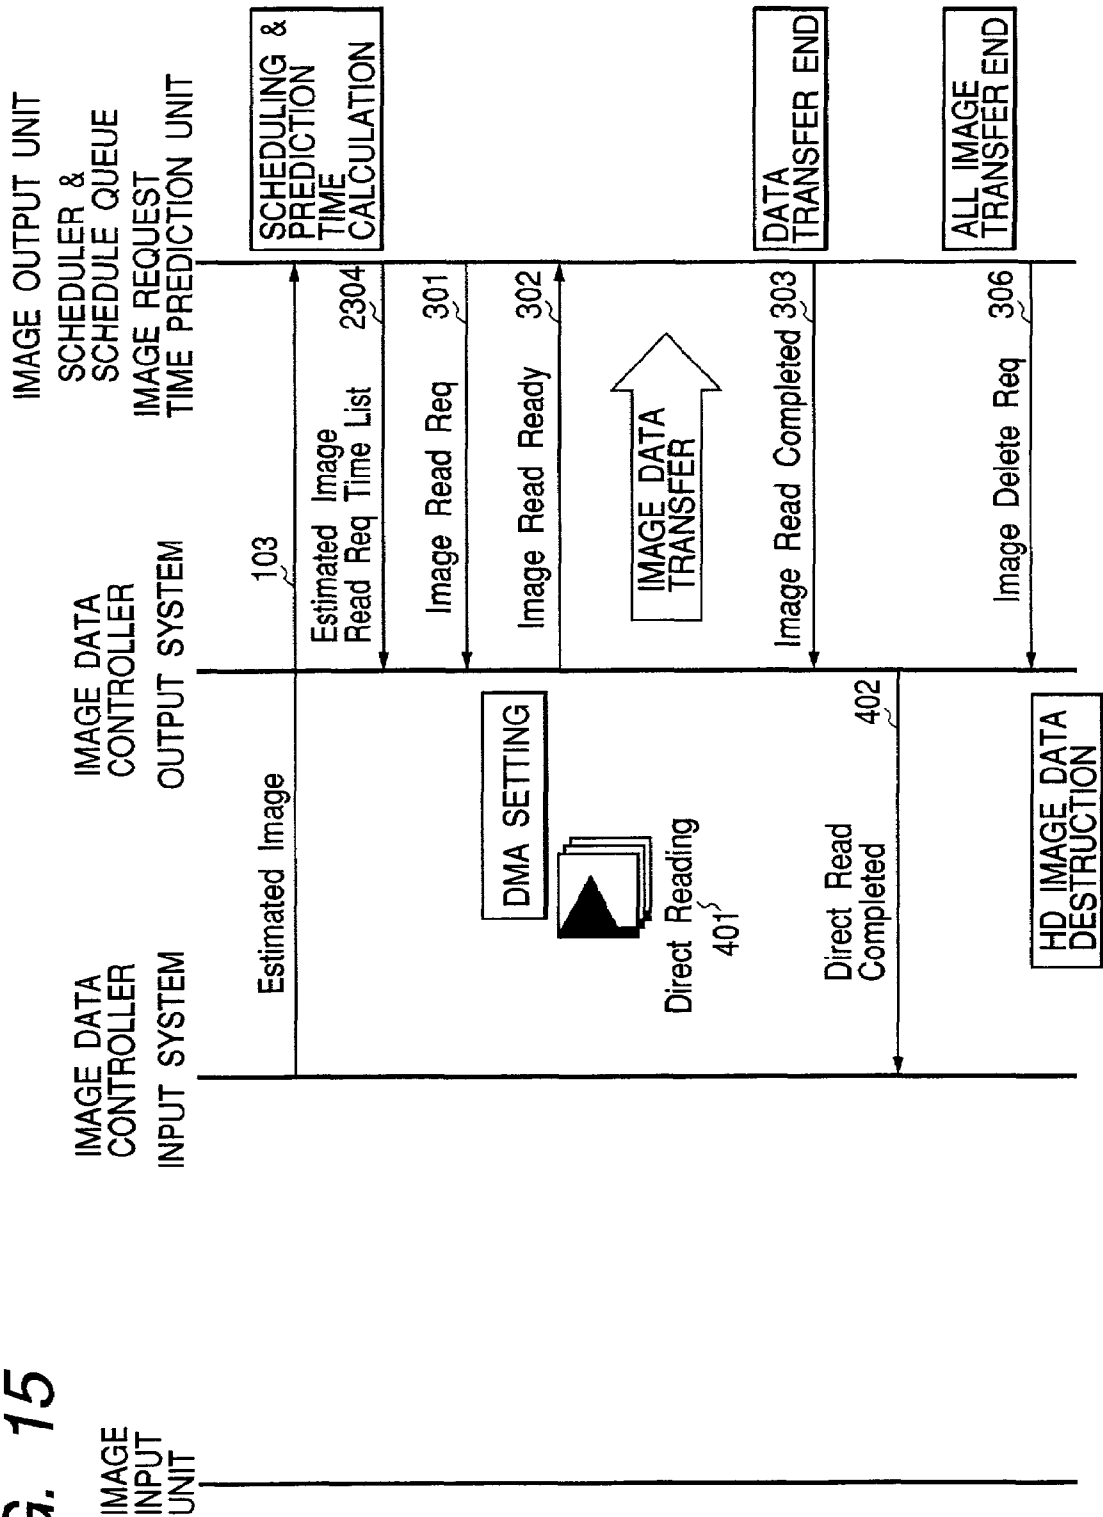 G. 15
IMAGE
INPUT
UNIT
IMAGE DATA
CONTROLLER
INPUT SYSTEM
IMAGE DATA
CONTROLLER
OUTPUT SYSTEM
IMAGE OUTPUT UNIT
SCHEDULER &
SCHEDULE QUEUE
IMAGE REQUEST
TIME PREDICTION UNIT
Estimated Image
103
SCHEDULING &
PREDICTION
TIME
CALCULATION
Estimated Image
Read Req Time List
2304
Image Read Req
301
DMA SETTING
Image Read Ready
302
Direct Reading
401
IMAGE DATA
TRANSFER
DATA
TRANSFER END
Image Read Completed
303
Direct Read
Completed
402
ALL IMAGE
TRANSFER END
Image Delete Req
306
HD IMAGE DATA
DESTRUCTION